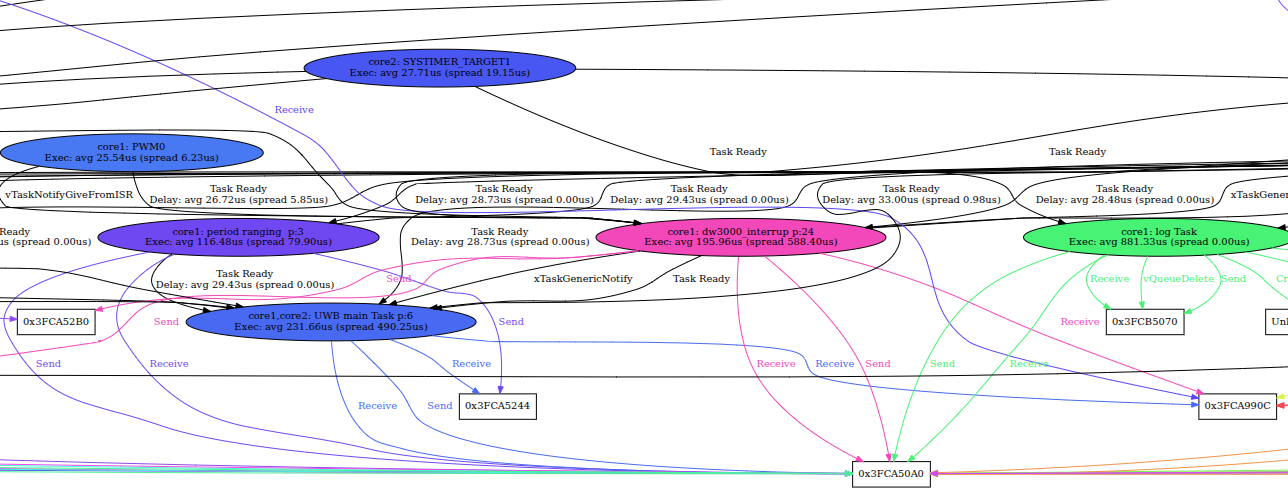 core2: SYSTIMER_TARGET1
Exec: avg 27.71us (spread 19.15us)
Receive
core1: PWM0
Exec: avg 25.54us (spread 6.23us)
Task Ready
Task Ready
vTaskNotifyGiveFromISR
Task Ready
Delay: avg 26.72us (spread 5.85us)
Task Ready
Delay: avg 28.73us (spread 0.00us)
Task Ready
Delay: avg 29.43us (spread 0.00us)
Task Ready
Delay: avg 33.00us (spread 0.98us)
Task Ready
Delay: avg 28.48us (spread 0.00us)
xTaskGener
Ready
us (spread 0.00us)
core1: period ranging_p:3
Exec: avg 116.48us (spread 79.90us)
Task Ready
Delay: avg 28.73us (spread 0.00us)
core1: dw3000_interrup p:24
Exec: avg 195.96us (spread 588.40us)
core1: log Task
Exec: avg 881.33us (spread 0.00us)
Task Ready
Delay: avg 29.43us (spread 0.00us)
Send
xTaskGenericNotify
Task Ready
Receive
vQueueDelete
Send
Cr
0x3FCA52B0
Send
core1,core2: UWB main Task p:6
Exec: avg 231.66us (spread 490.25us)
Send
Receive
0x3FCB5070
Unl
Send
Receive
Receive
Receive
Receive
Send
Send
Receive
Receive
Send
0x3FCA5244
0x3FCA990C
0x3FCA50A0